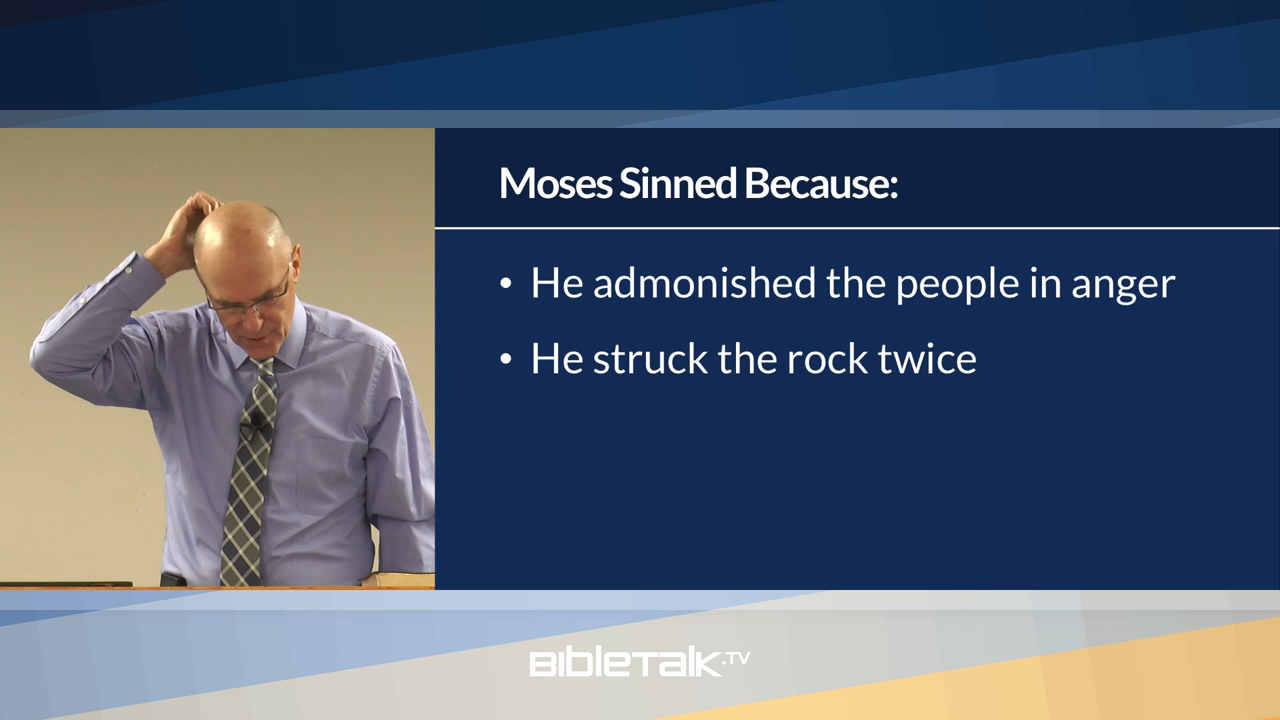 Moses Sinned Because:
• He admonished the people in anger
• He struck the rock twice
BIBLETALK.TV